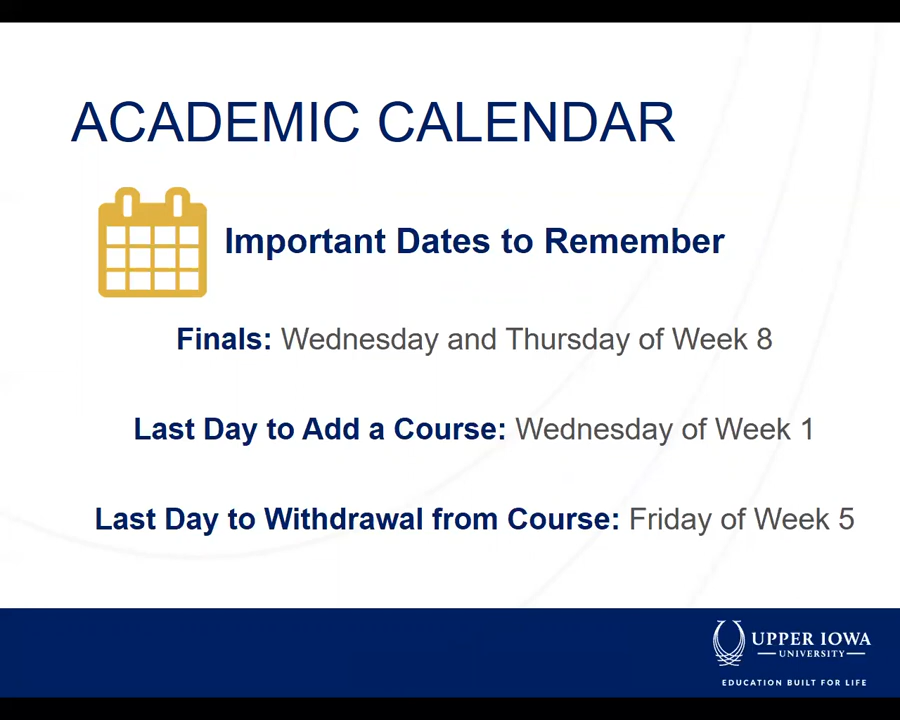 ACADEMIC CALENDAR
Important Dates to Remember
Finals: Wednesday and Thursday of Week 8
Last Day to Add a Course: Wednesday of Week 1
Last Day to Withdrawal from Course: Friday of Week 5
UPPER IOWA
UNIVERSITY
EDUCATION BUILT FOR LIFE